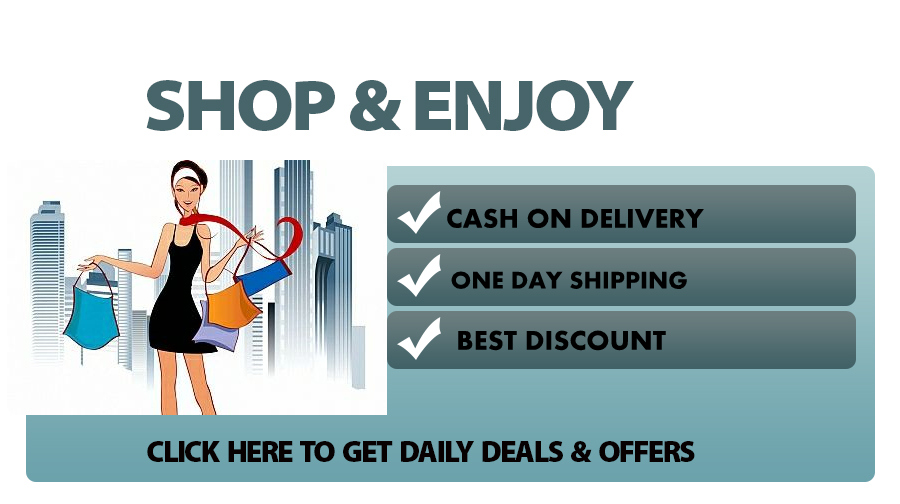 SHOP & ENJOY
CASH ON DELIVERY
ONE DAY SHIPPING
BEST DISCOUNT
CLICK HERE TO GET DAILY DEALS & OFFERS